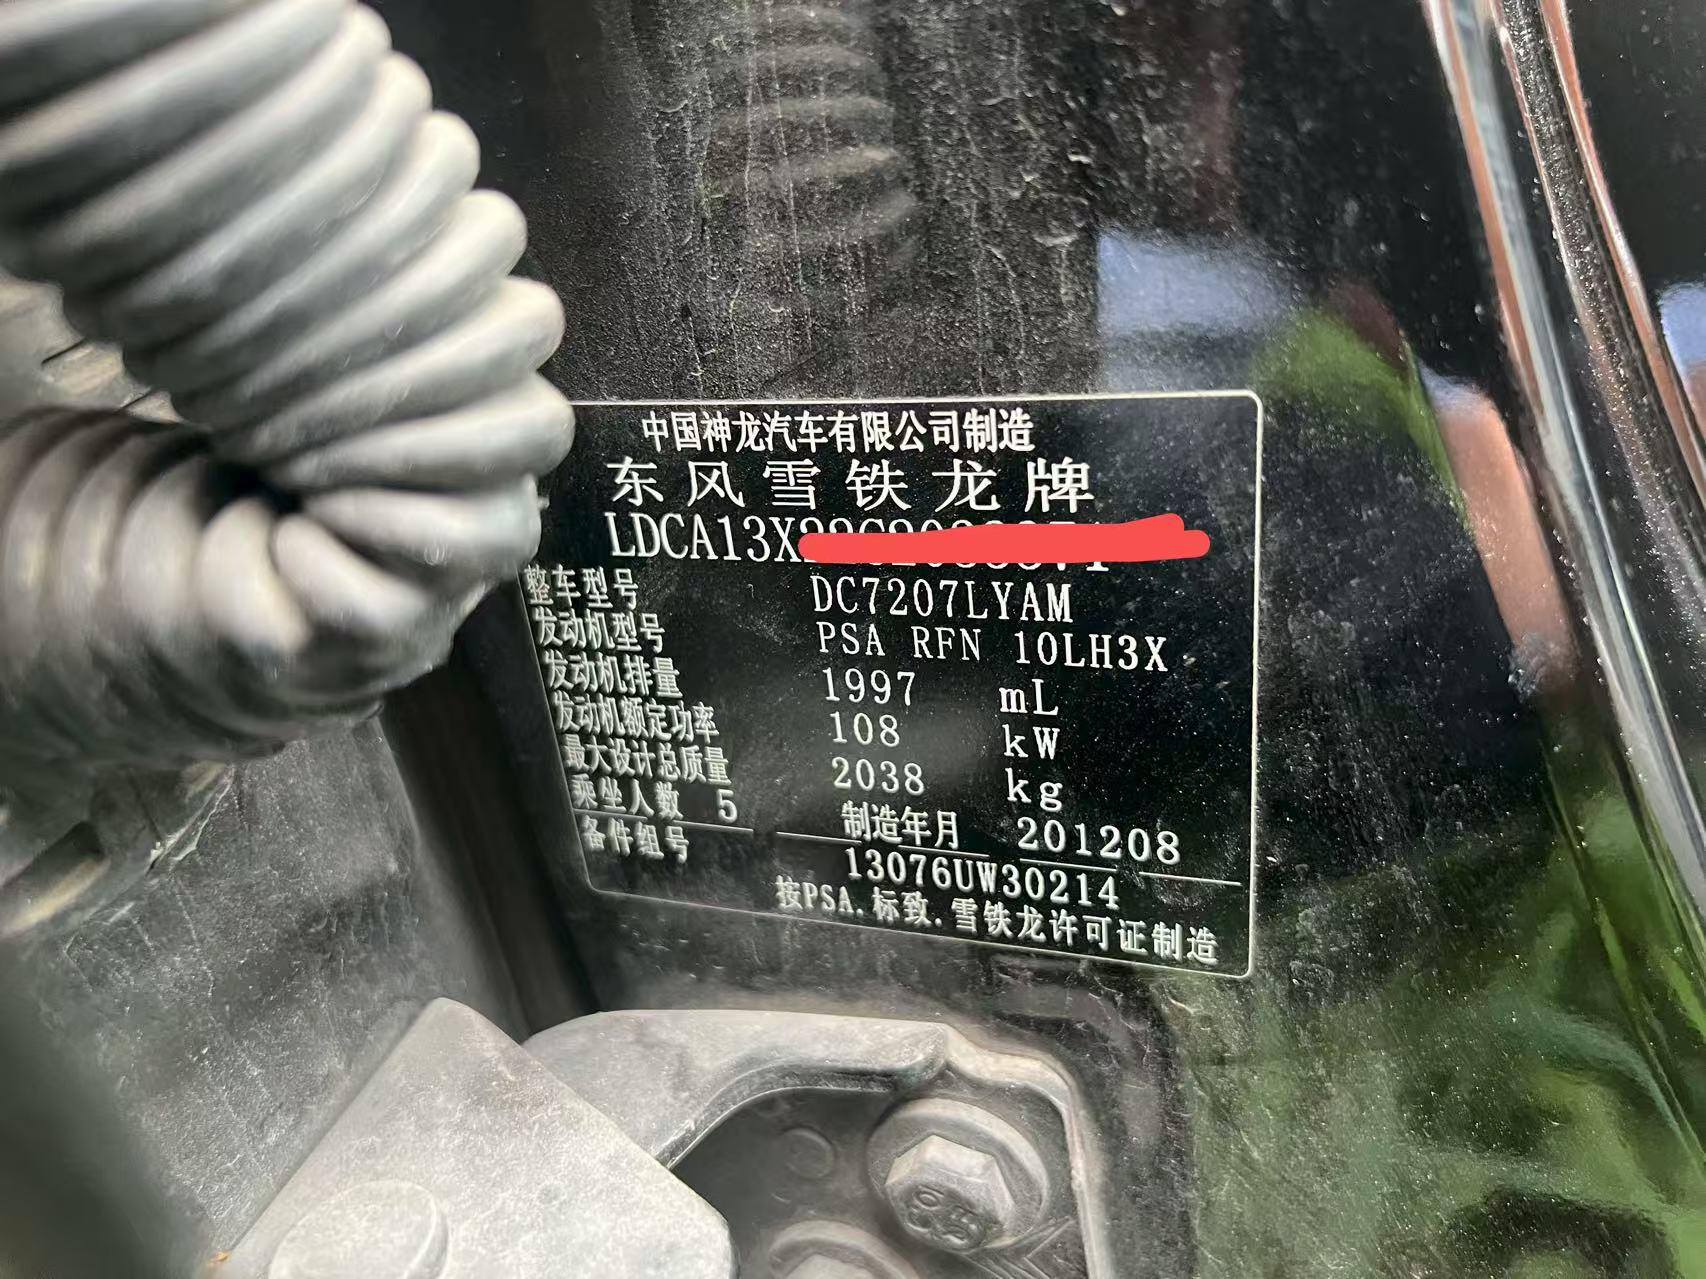 中国神龙汽车有限公司制造
东风雪铁龙牌
LDCA13X
整车型号 DC7207LYAM
发动机型号 PSA RFN 10LH3X
发动机排量 1997 mL
发动机额定功率 108 kW
最大设计总质量 2038 kg
乘坐人数 5 制造年月 201208
备件组号 13076UW30214
按PSA.标致.雪铁龙许可证制造